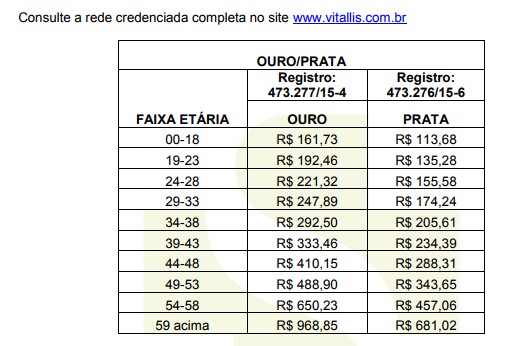 Consulte a rede credenciada completa no site www.vitallis.com.br
OURO/PRATA
FAIXA ETÁRIA
Registro:
473.277/15-4
Registro:
473.276/15-6
OURO PRATA
00-18 R$ 161,73 R$ 113,68
19-23 R$ 192,46 R$ 135,28
24-28 R$ 221,32 R$ 155,58
29-33 R$ 247,89 R$ 174,24
34-38 R$ 292,50 R$ 205,61
39-43 R$ 333,46 R$ 234,39
44-48 R$ 410,15 R$ 288,31
49-53 R$ 488,90 R$ 343,65
54-58 R$ 650,23 R$ 457,06
59 acima R$ 968,85 R$ 681,02